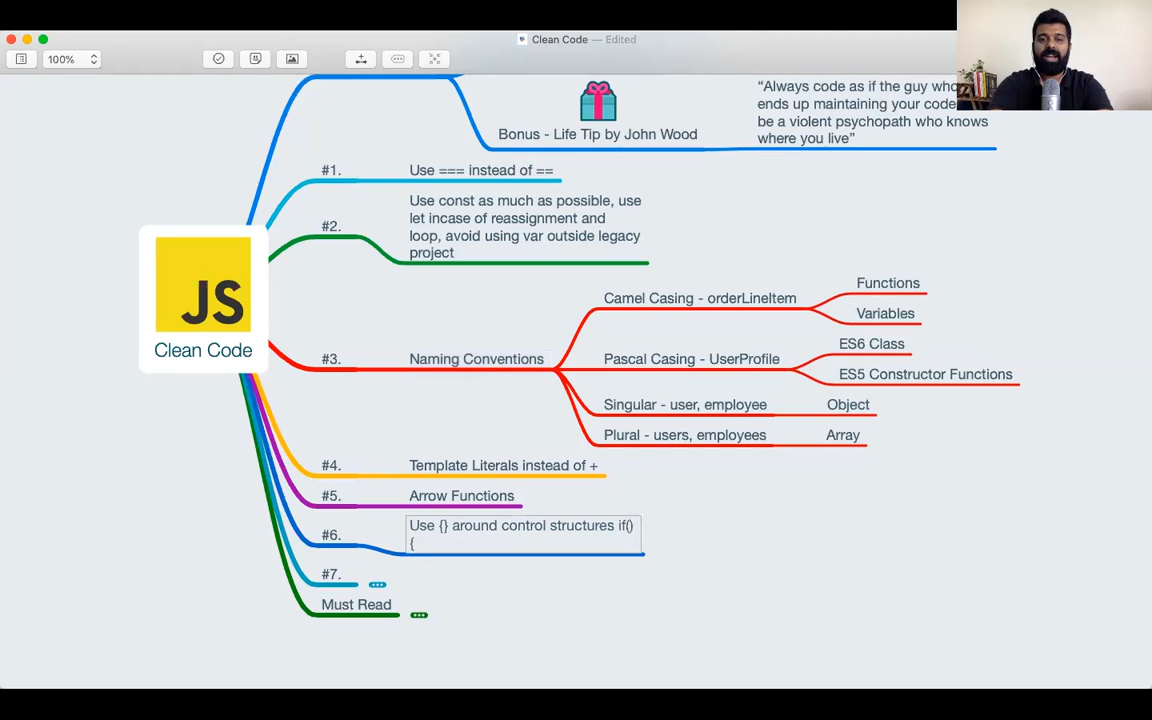 Clean Code — Edited
100%
“Always code as if the guy who
ends up maintaining your code
Bonus - Life Tip by John Wood
be a violent psychopath who knows
where you live”
#1.
Use === instead of ==
#2.
Use const as much as possible, use
let incase of reassignment and
loop, avoid using var outside legacy
project
JS
Clean Code
#3.
Naming Conventions
Camel Casing - orderLineItem
Functions
Variables
Pascal Casing - UserProfile
ES6 Class
ES5 Constructor Functions
Singular - user, employee
Object
Plural - users, employees
Array
#4.
Template Literals instead of +
#5.
Arrow Functions
#6.
Use {} around control structures if()
{
#7.
Must Read